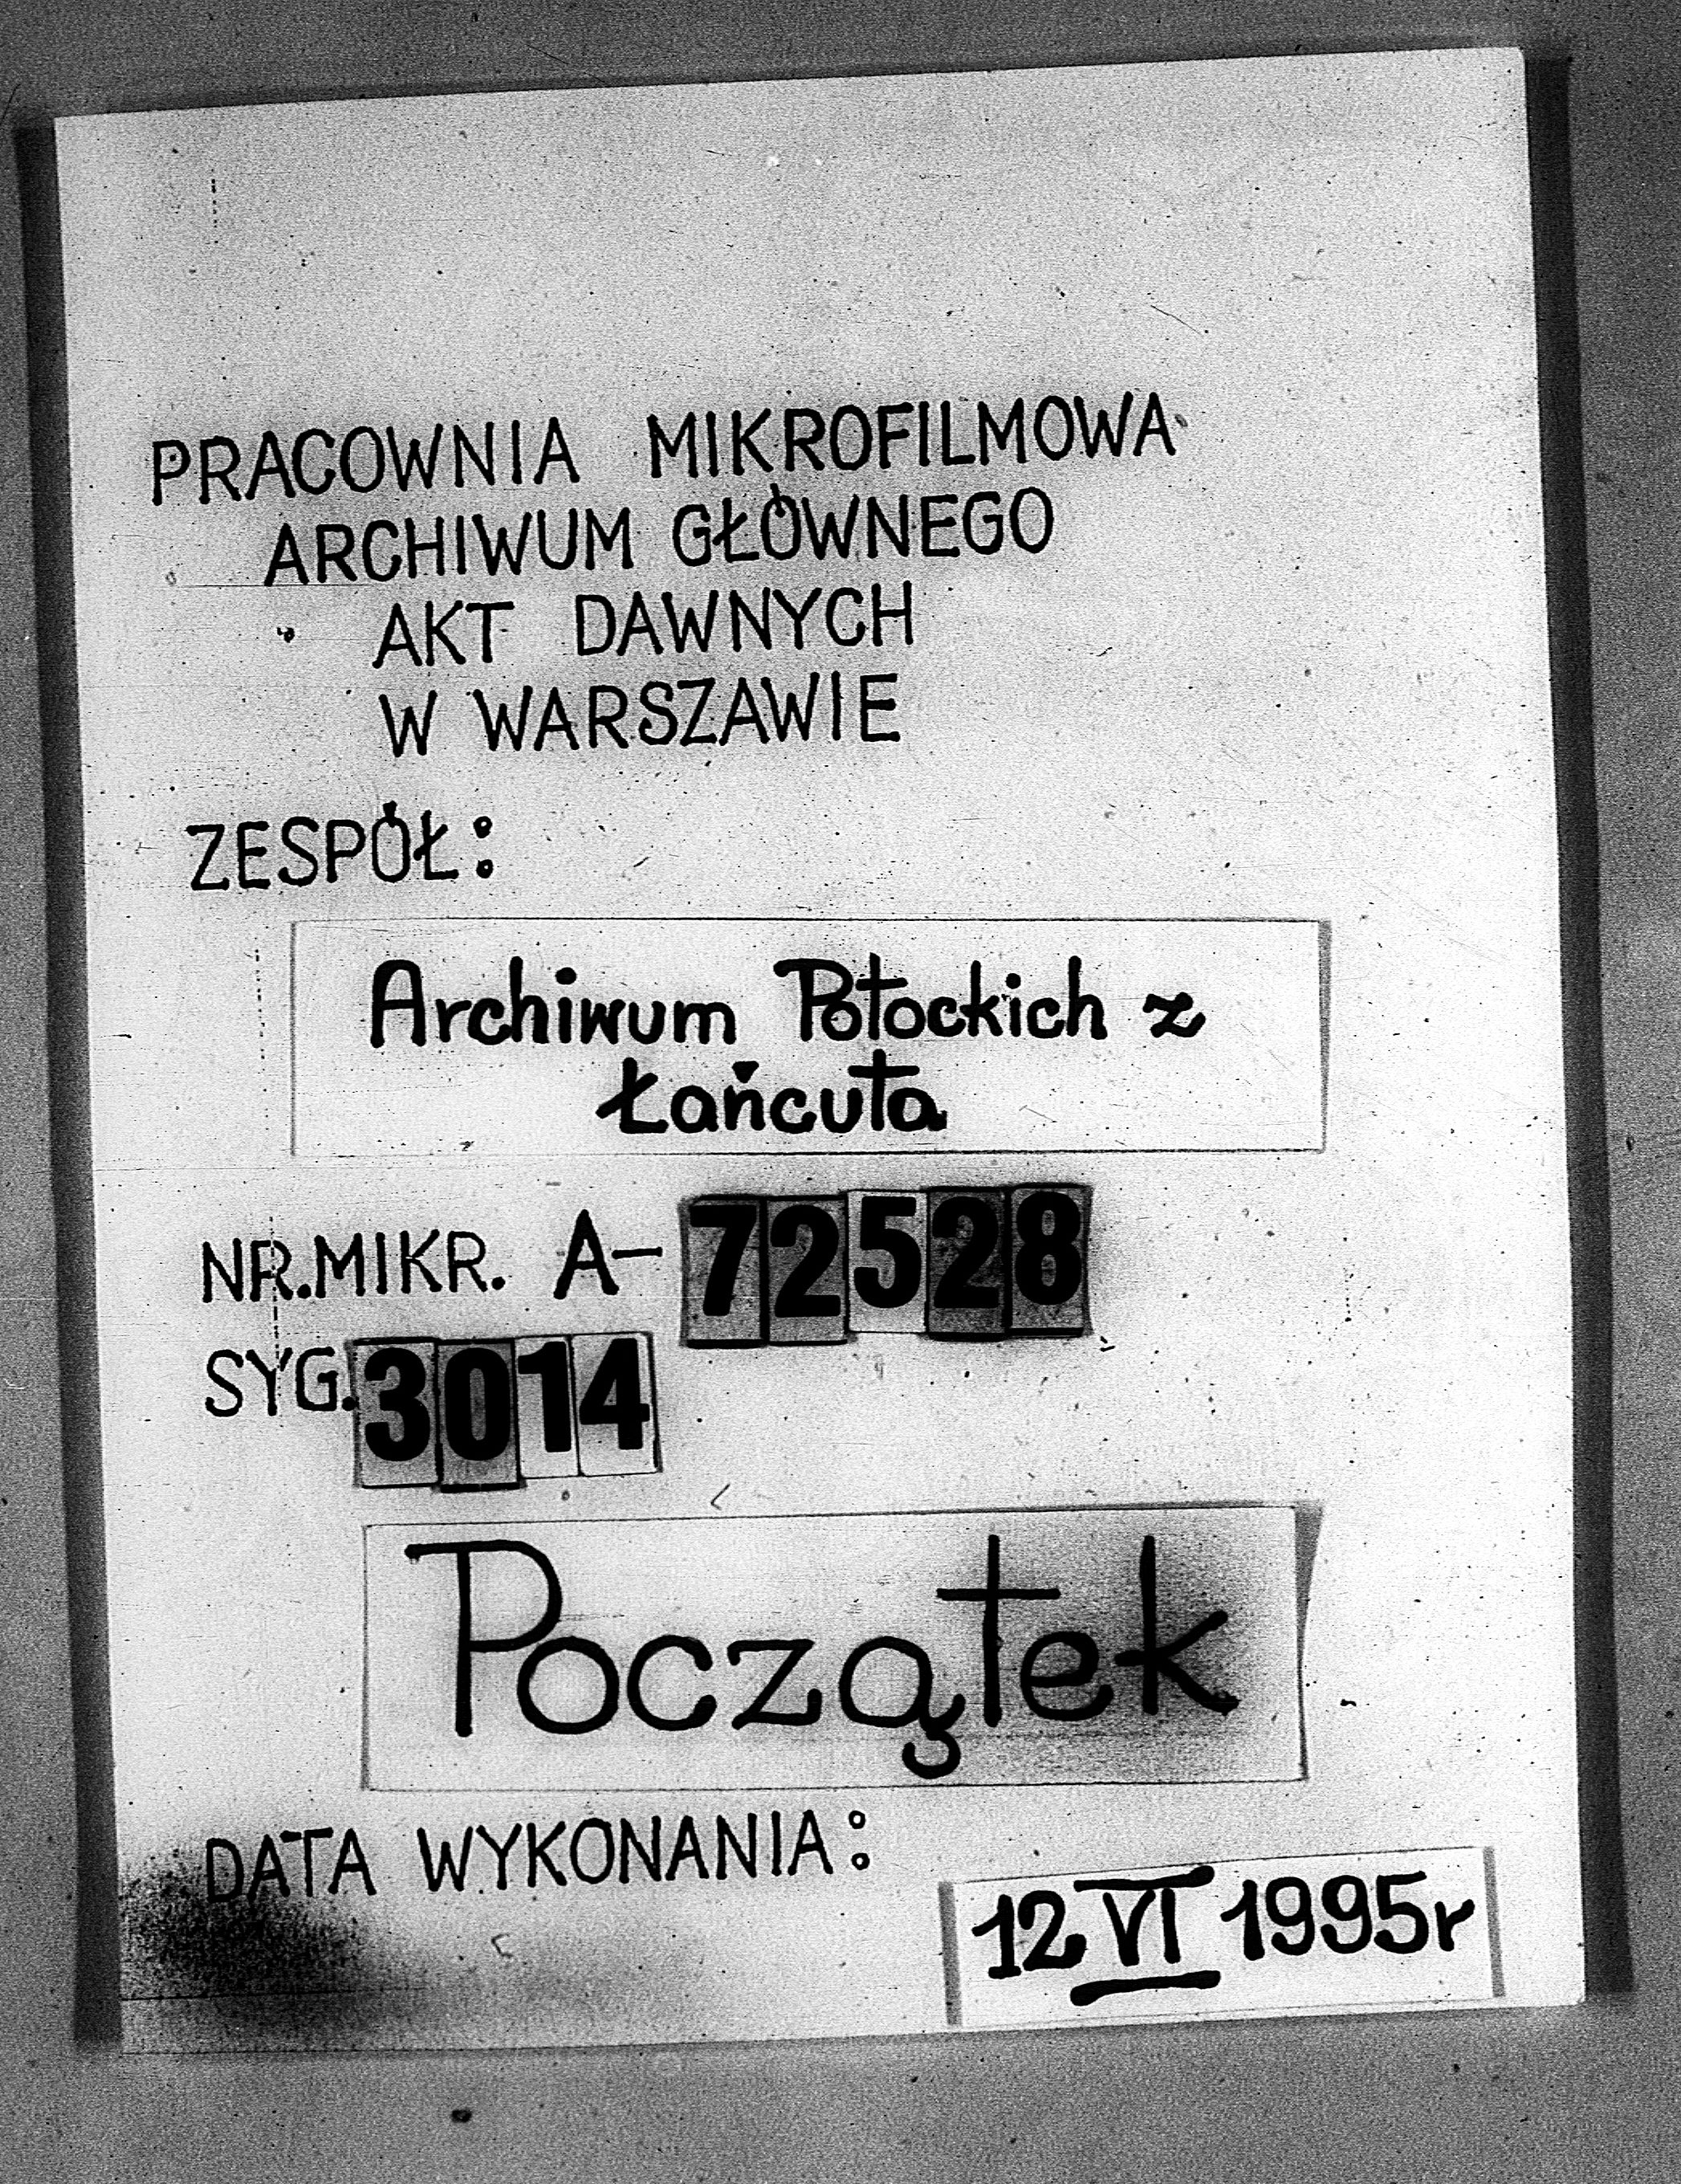 PRACOWNIA MIKROFILMOWA
ARCHIWUM GŁÓWNEGO
AKT DAWNYCH
W WARSZAWIE
ZESPÓŁ:
Archiwum Potockich z
Łańcuta
NR.MIKR. A-72528
SYG.3014
Początek
DATA WYKONANIA:
12 VI 1995r